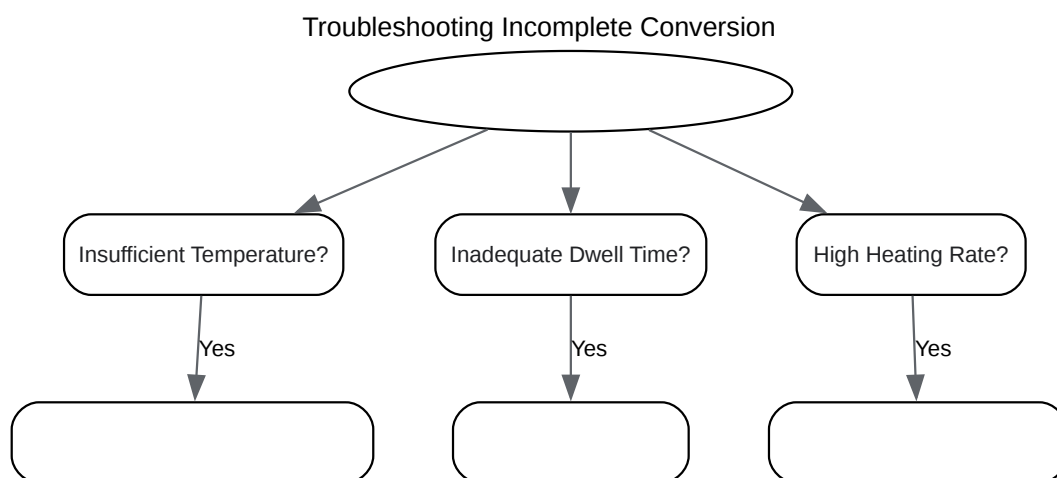 Troubleshooting Incomplete Conversion
Insufficient Temperature?
Inadequate Dwell Time?
High Heating Rate?
Yes
Yes
Yes